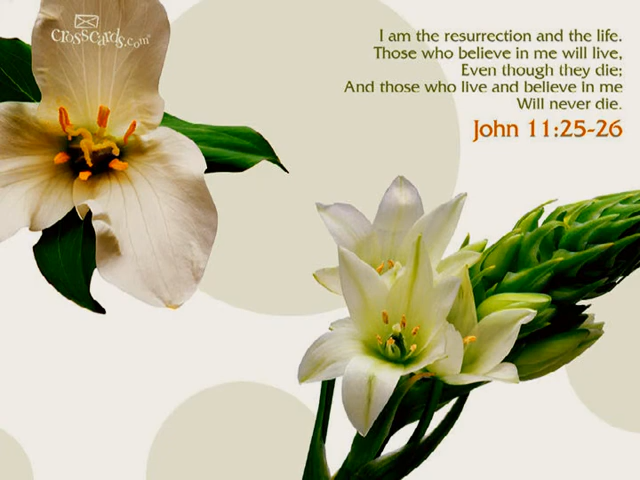 crosscards.com
I am the resurrection and the life.
Those who believe in me will live,
Even though they die;
And those who live and believe in me
Will never die.
John 11:25-26